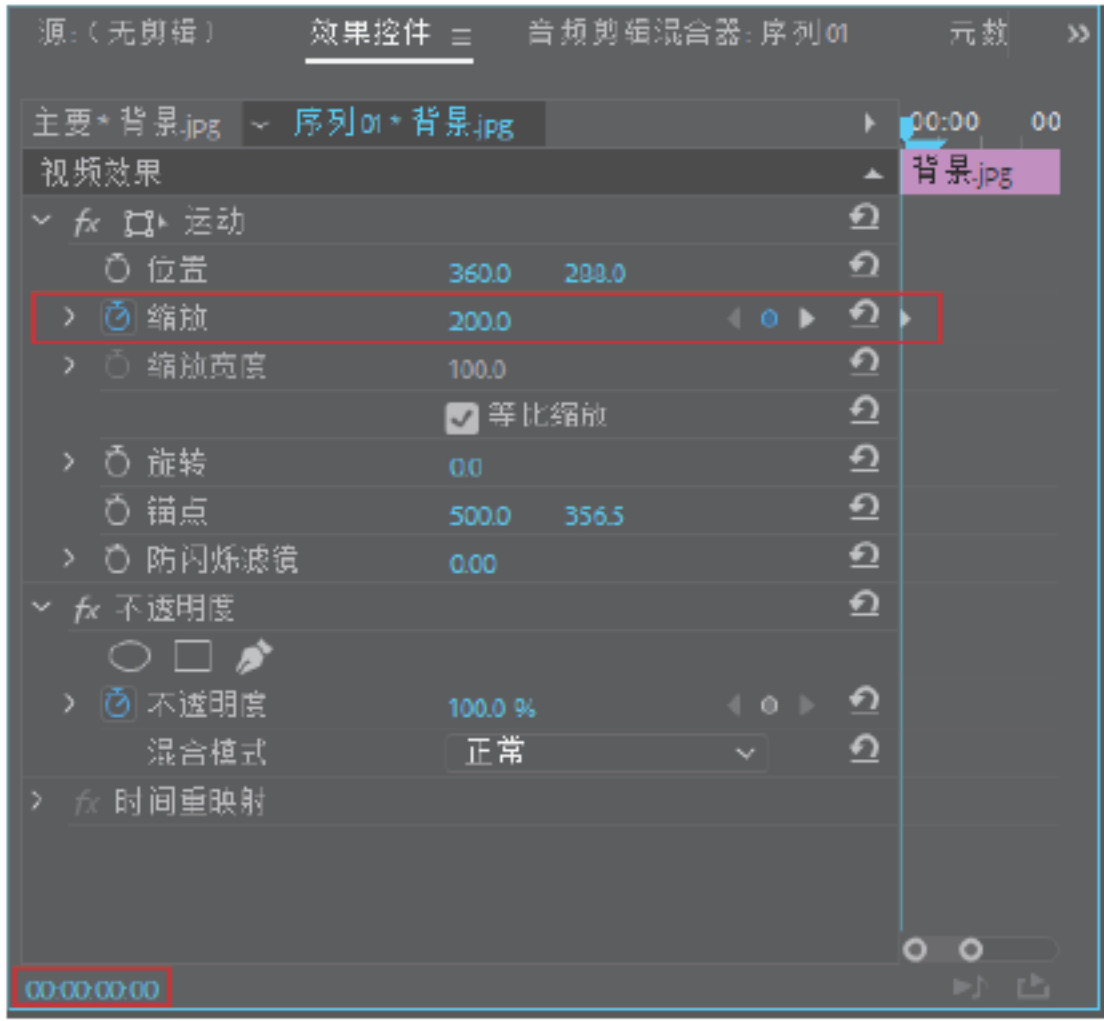 源:（无剪辑）　效果控件　音频剪辑混合器: 序列 01　元数
主要 * 背景.jpg　序列 01 * 背景.jpg　00:00　00
视频效果　背景.jpg
fx 运动
位置　360.0　288.0
缩放　200.0
缩放宽度　100.0
等比缩放
旋转　0.0
锚点　500.0　356.5
防闪烁滤镜　0.00
fx 不透明度
不透明度　100.0 %
混合模式　正常
fx 时间重映射
00:00:00:00